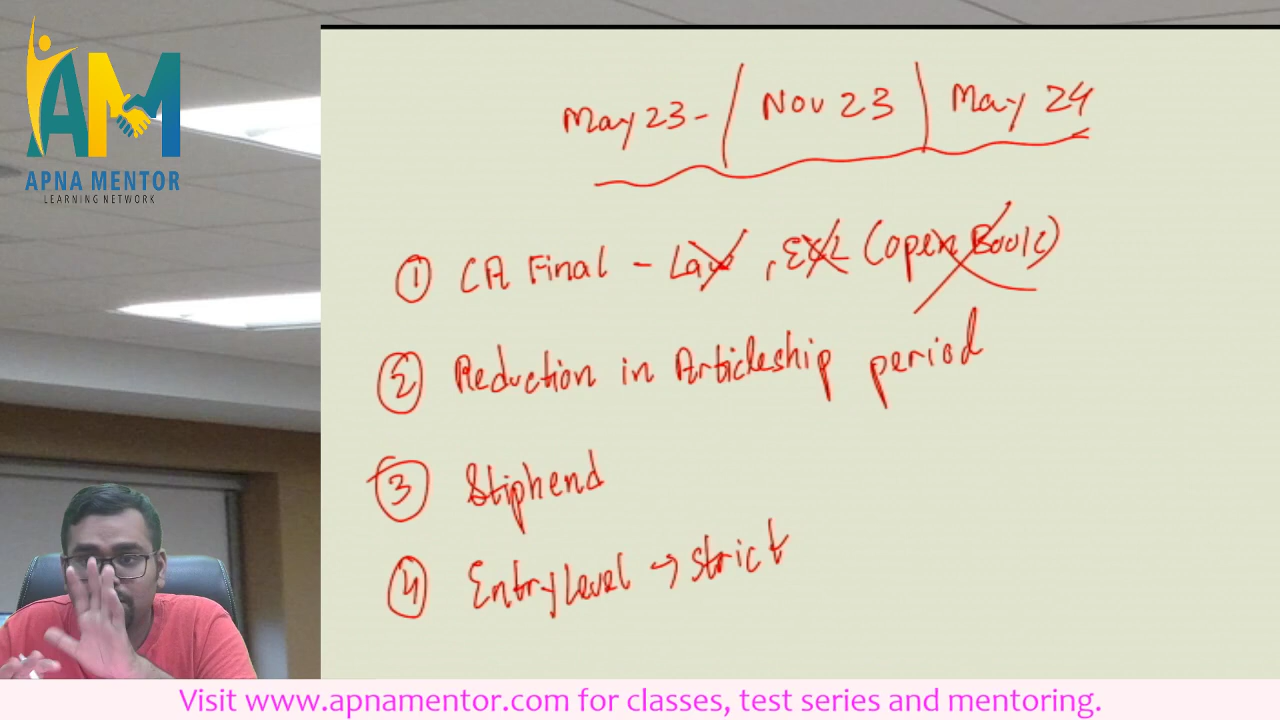 AM
APNA MENTOR
LEARNING NETWORK
May 23 - | Nov 23 | May 24
① CA Final - Law , EXL (open Book)
② Reduction in Articleship period
③ Stiphend
④ Entry Level → Strict
Visit www.apnamentor.com for classes, test series and mentoring.